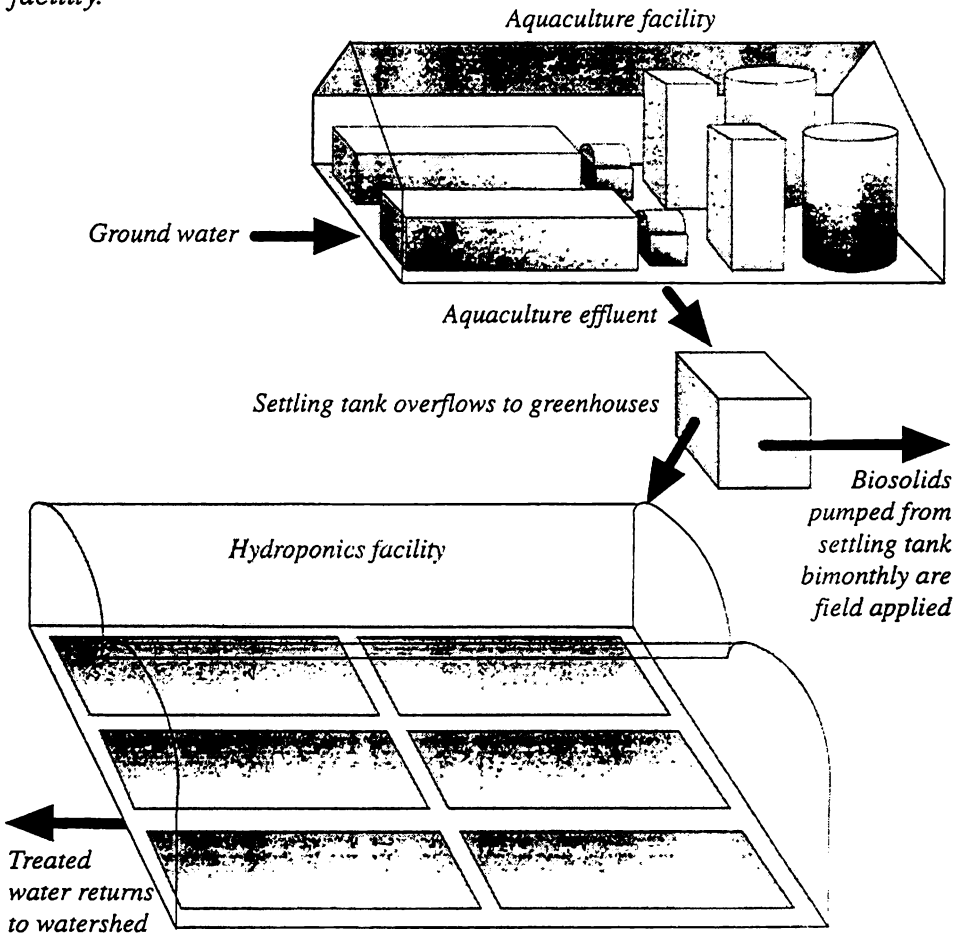 facility.
Aquaculture facility
Ground water
Aquaculture effluent
Settling tank overflows to greenhouses
Biosolids
pumped from
settling tank
bimonthly are
field applied
Hydroponics facility
Treated
water returns
to watershed